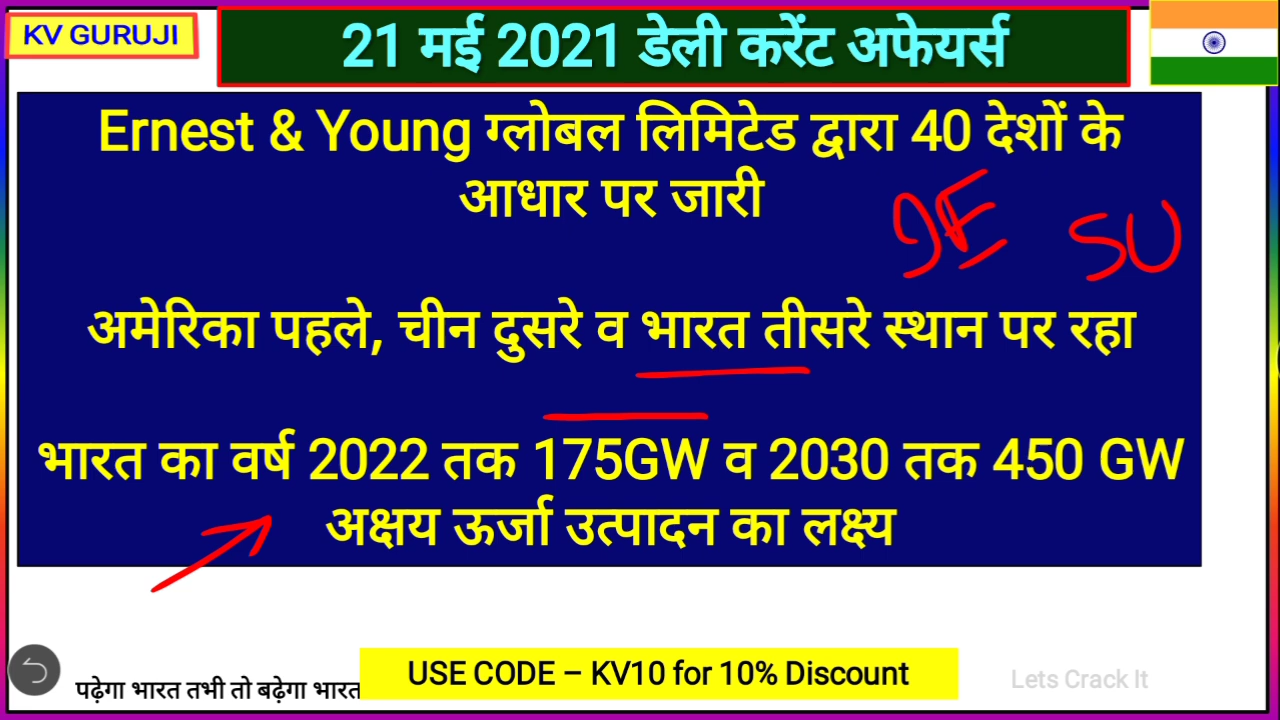 KV GURUJI
21 मई 2021 डेली करेंट अफेयर्स
Ernest & Young ग्लोबल लिमिटेड द्वारा 40 देशों के
आधार पर जारी
अमेरिका पहले, चीन दुसरे व भारत तीसरे स्थान पर रहा
भारत का वर्ष 2022 तक 175GW व 2030 तक 450 GW
अक्षय ऊर्जा उत्पादन का लक्ष्य
पढ़ेगा भारत तभी तो बढ़ेगा भारत
USE CODE – KV10 for 10% Discount
Lets Crack It